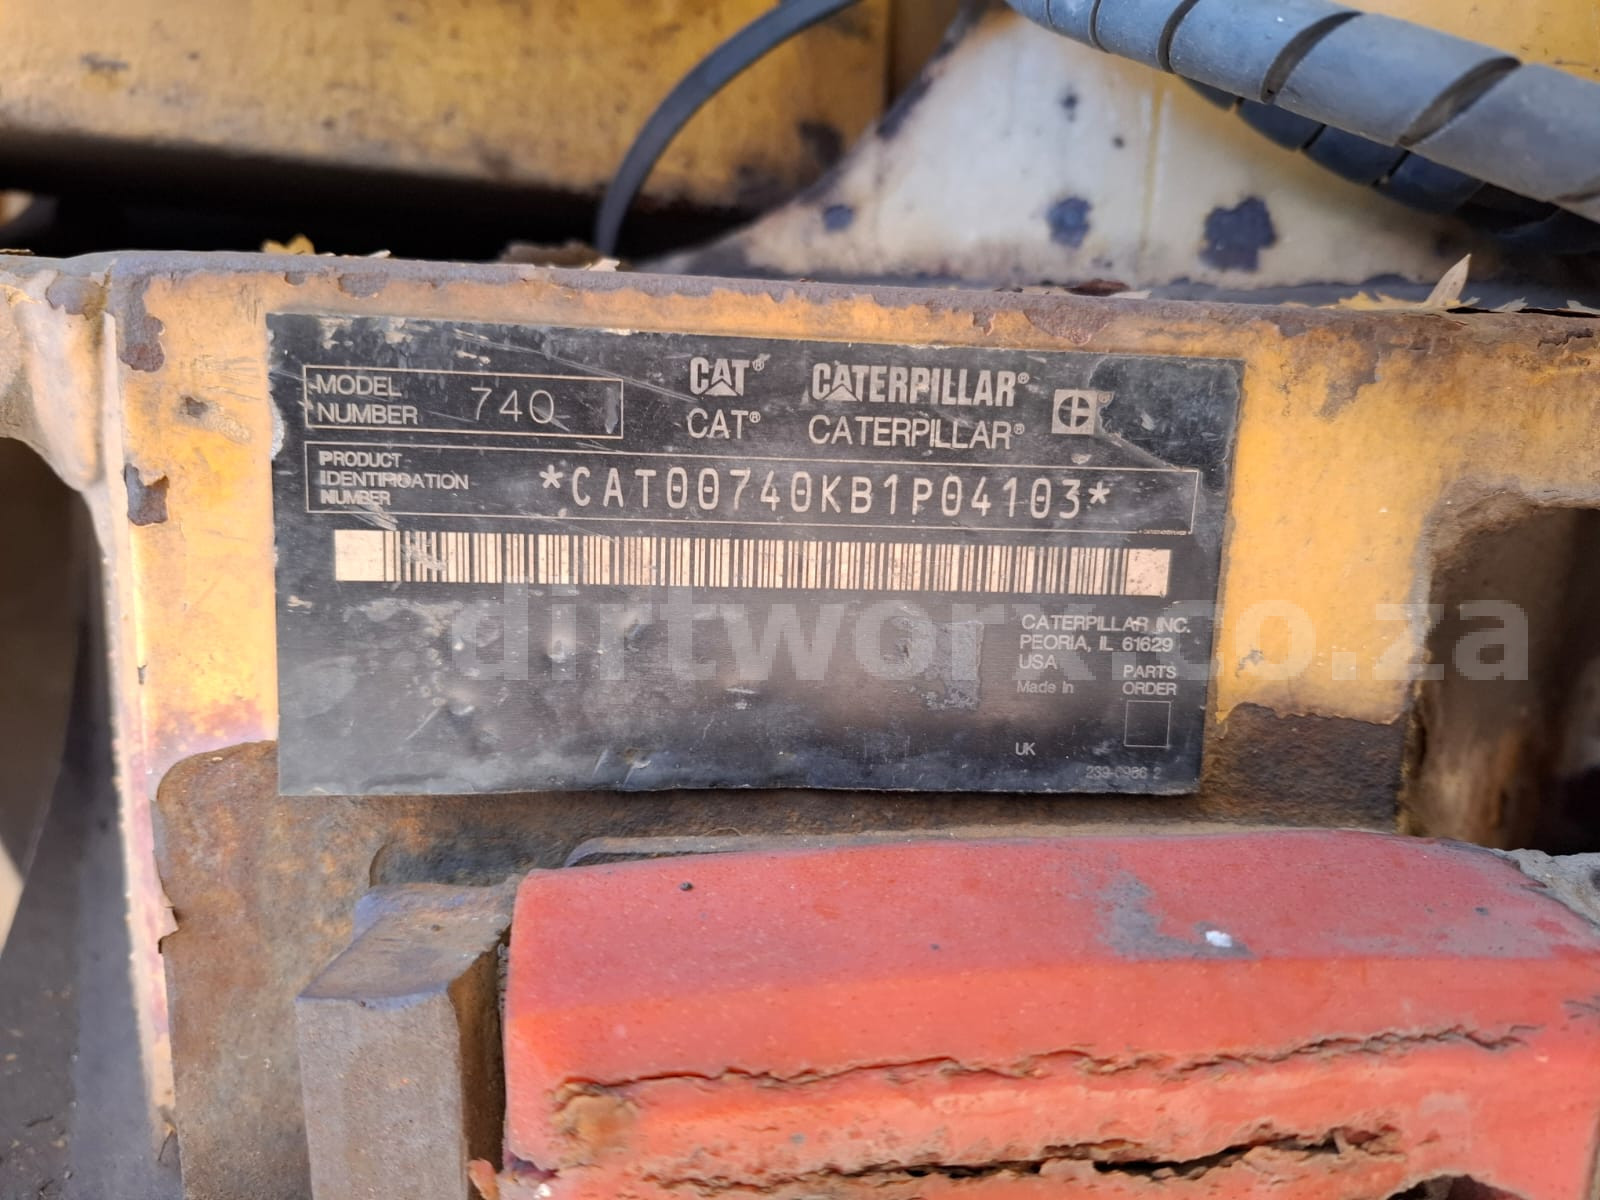 MODEL NUMBER 740
CAT® CATERPILLAR®
CAT® CATERPILLAR®
PRODUCT IDENTIFICATION NUMBER *CAT00740KB1P04103*
dirtworx.co.za
CATERPILLAR INC.
PEORIA, IL 61629
USA
Made In
UK
PARTS
ORDER